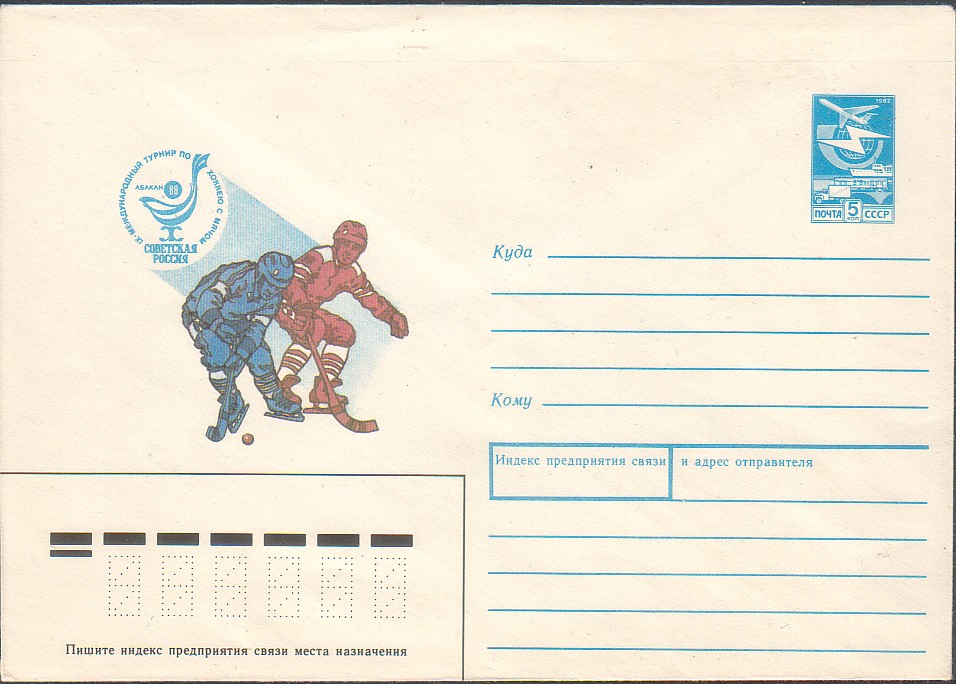 IX МЕЖДУНАРОДНЫЙ ТУРНИР ПО ХОККЕЮ С МЯЧОМ
АБАКАН 88
СОВЕТСКАЯ
РОССИЯ
1982
ПОЧТА 5 КОП СССР
Куда
Кому
Индекс предприятия связи и адрес отправителя
Пишите индекс предприятия связи места назначения